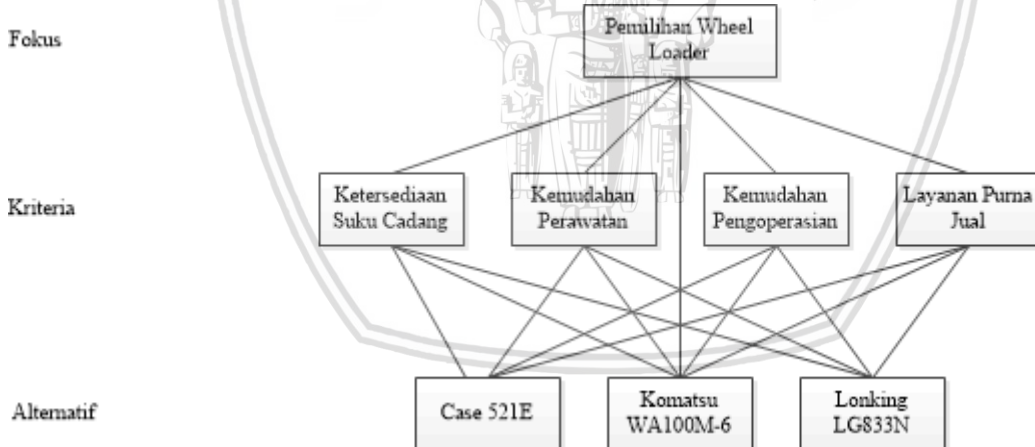 Fokus
Pemilihan Wheel
Loader
Kriteria
Ketersediaan
Suku Cadang
Kemudahan
Perawatan
Kemudahan
Pengoperasian
Layanan Purna
Jual
Alternatif
Case 521E
Komatsu
WA100M-6
Lonking
LG833N